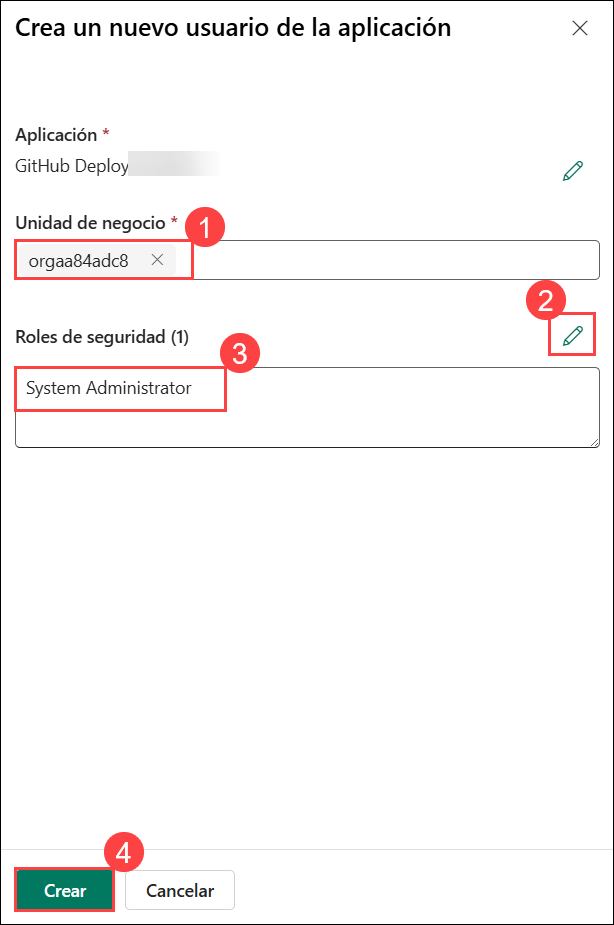 Crea un nuevo usuario de la aplicación
Aplicación *
GitHub Deploy
Unidad de negocio *
1
orgaa84adc8
2
Roles de seguridad (1)
3
System Administrator
4
Crear Cancelar